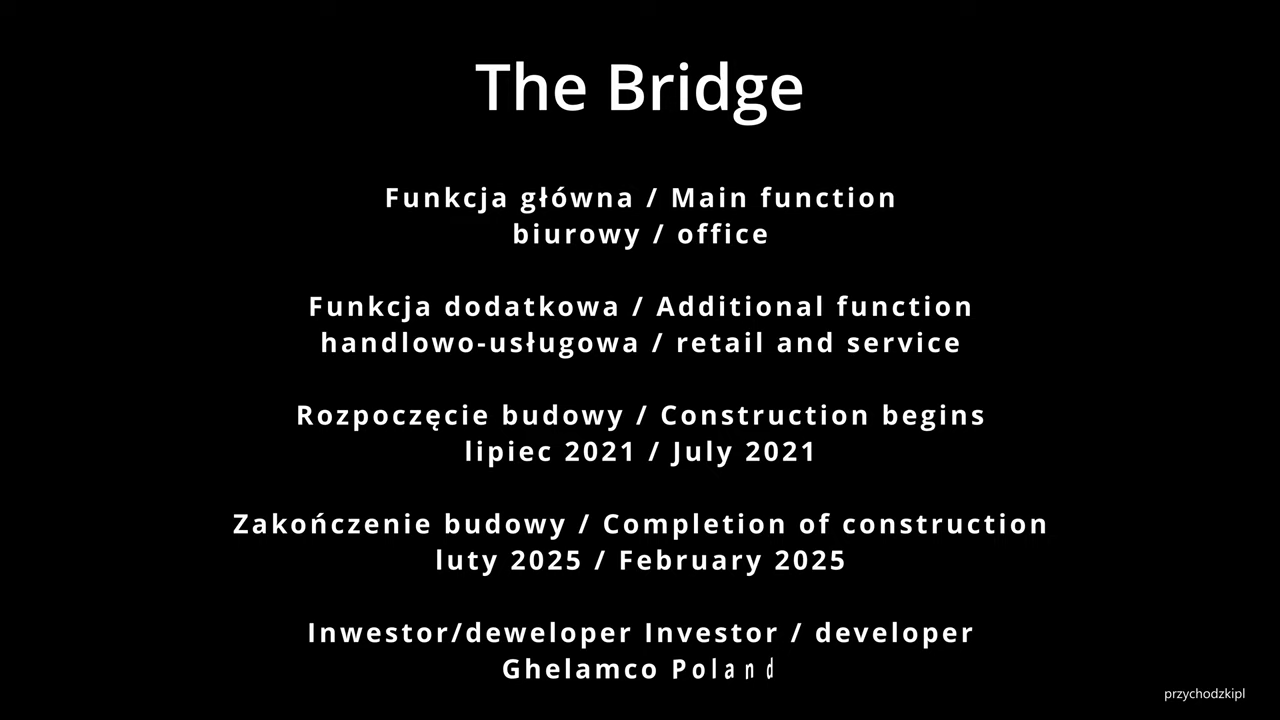 The Bridge
Funkcja główna / Main function
biurowy / office
Funkcja dodatkowa / Additional function
handlowo-usługowa / retail and service
Rozpoczęcie budowy / Construction begins
lipiec 2021 / July 2021
Zakończenie budowy / Completion of construction
luty 2025 / February 2025
Inwestor/deweloper Investor / developer
Ghelamco Poland
przychodzkipl